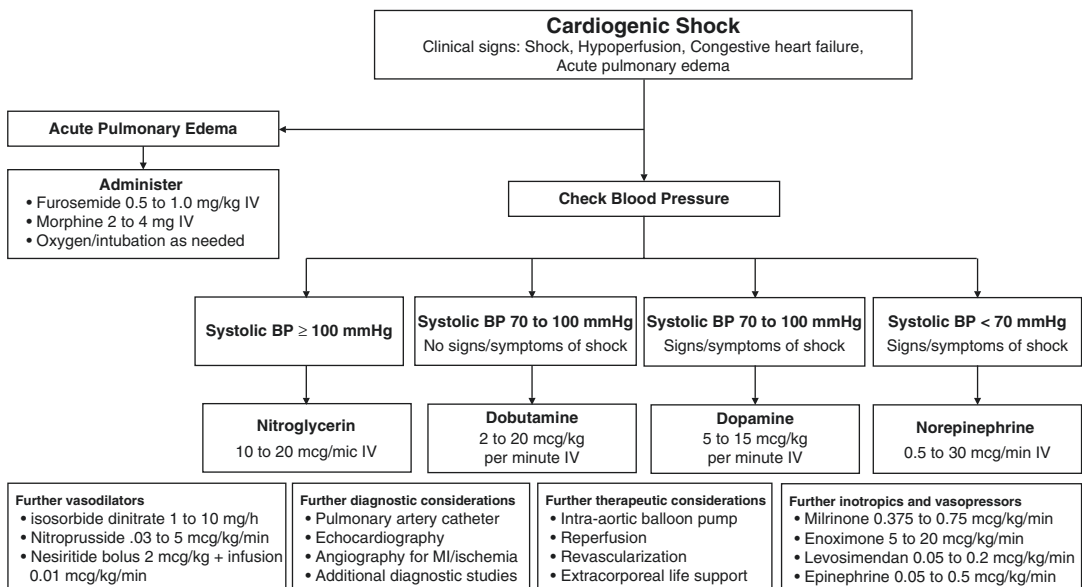 Cardiogenic Shock
Clinical signs: Shock, Hypoperfusion, Congestive heart failure,
Acute pulmonary edema
Acute Pulmonary Edema
Administer
• Furosemide 0.5 to 1.0 mg/kg IV
• Morphine 2 to 4 mg IV
• Oxygen/intubation as needed
Check Blood Pressure
Systolic BP ≥ 100 mmHg
Systolic BP 70 to 100 mmHg
No signs/symptoms of shock
Systolic BP 70 to 100 mmHg
Signs/symptoms of shock
Systolic BP < 70 mmHg
Signs/symptoms of shock
Nitroglycerin
10 to 20 mcg/mic IV
Dobutamine
2 to 20 mcg/kg
per minute IV
Dopamine
5 to 15 mcg/kg
per minute IV
Norepinephrine
0.5 to 30 mcg/min IV
Further vasodilators
• isosorbide dinitrate 1 to 10 mg/h
• Nitroprusside .03 to 5 mcg/kg/min
• Nesiritide bolus 2 mcg/kg + infusion
0.01 mcg/kg/min
Further diagnostic considerations
• Pulmonary artery catheter
• Echocardiography
• Angiography for MI/ischemia
• Additional diagnostic studies
Further therapeutic considerations
• Intra-aortic balloon pump
• Reperfusion
• Revascularization
• Extracorporeal life support
Further inotropics and vasopressors
• Milrinone 0.375 to 0.75 mcg/kg/min
• Enoximone 5 to 20 mcg/kg/min
• Levosimendan 0.05 to 0.2 mcg/kg/min
• Epinephrine 0.05 to 0.5 mcg/kg/min